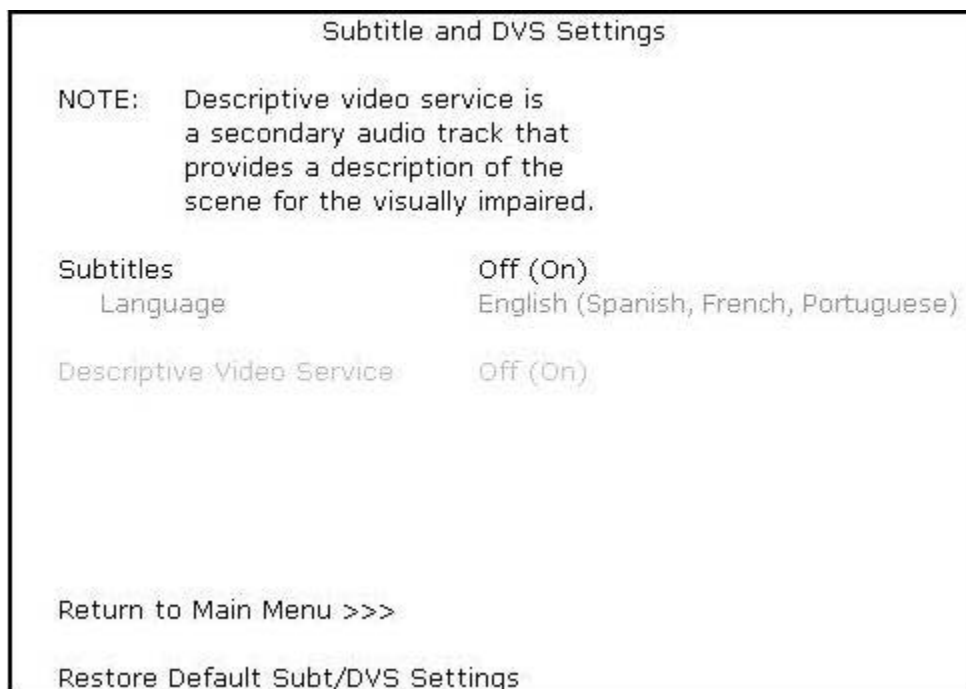 Subtitle and DVS Settings
NOTE: Descriptive video service is
a secondary audio track that
provides a description of the
scene for the visually impaired.
Subtitles Off (On)
Language English (Spanish, French, Portuguese)
Descriptive Video Service Off (On)
Return to Main Menu >>>
Restore Default Subt/DVS Settings